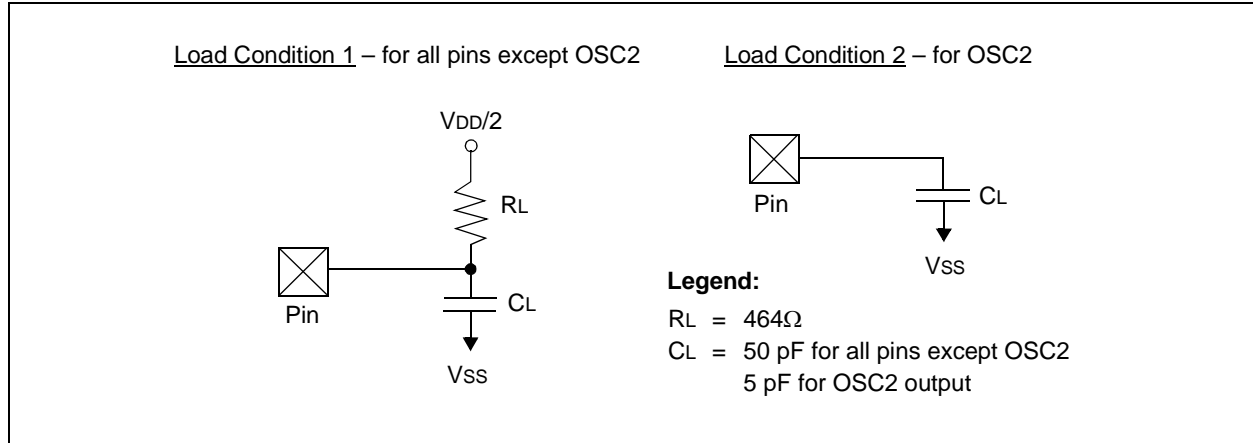 Load Condition 1 – for all pins except OSC2
VDD/2
RL
Pin
CL
VSS
Load Condition 2 – for OSC2
Pin
CL
VSS
Legend:
RL = 464Ω
CL = 50 pF for all pins except OSC2
5 pF for OSC2 output